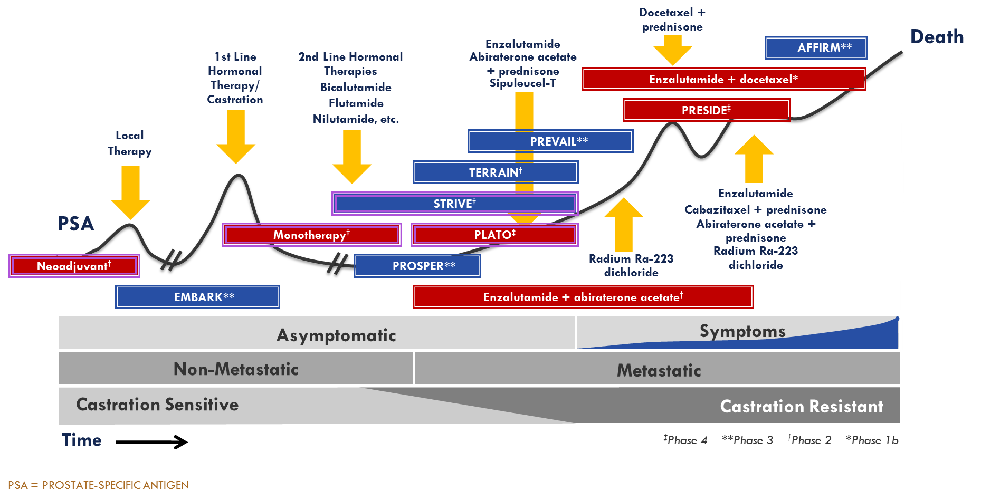 Docetaxel +
prednisone
Death
Enzalutamide
Abiraterone acetate
+ prednisone
Sipuleucel-T
AFFIRM**
1st Line
Hormonal
Therapy/
Castration
2nd Line Hormonal
Therapies
Bicalutamide
Flutamide
Nilutamide, etc.
Enzalutamide + docetaxel*
PRESIDE‡
Local
Therapy
PREVAIL**
TERRAIN†
STRIVE†
Enzalutamide
Cabazitaxel + prednisone
Abiraterone acetate +
prednisone
Radium Ra-223
dichloride
PSA
Monotherapy†
PLATO‡
Radium Ra-223
dichloride
Neoadjuvant†
PROSPER**
EMBARK**
Enzalutamide + abiraterone acetate†
Asymptomatic
Symptoms
Non-Metastatic
Metastatic
Castration Sensitive
Castration Resistant
Time
‡Phase 4 **Phase 3 †Phase 2 *Phase 1b
PSA = PROSTATE-SPECIFIC ANTIGEN